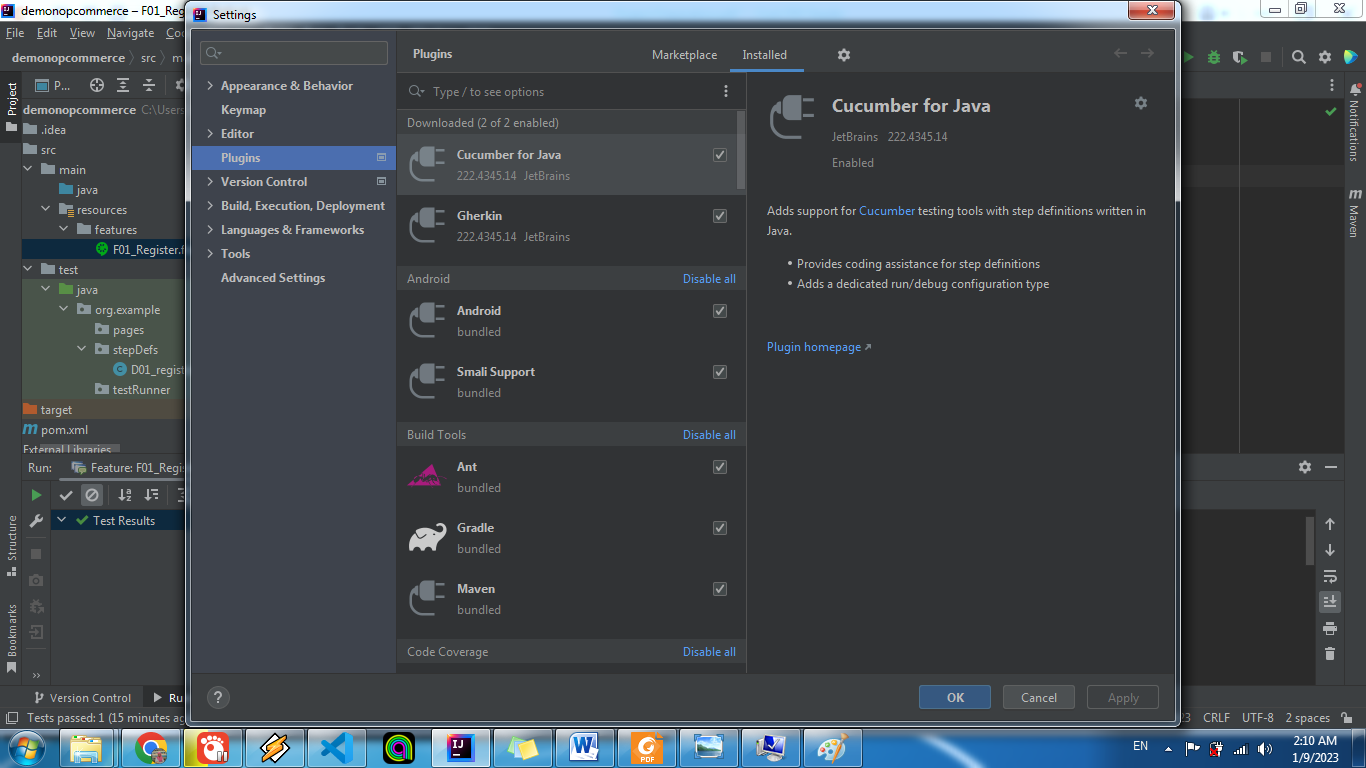 demonopcommerce – F01_Reg
Settings
File Edit View Navigate
demonopcommerce src
Plugins
Marketplace
Installed
Project
Type / to see options
Cucumber for Java
JetBrains 222.4345.14
Enabled
Adds support for Cucumber testing tools with step definitions written in
Java.
• Provides coding assistance for step definitions
• Adds a dedicated run/debug configuration type
Plugin homepage
Appearance & Behavior
Keymap
Editor
Plugins
Version Control
Build, Execution, Deployment
Languages & Frameworks
Tools
Advanced Settings
Downloaded (2 of 2 enabled)
Cucumber for Java
222.4345.14 JetBrains
Gherkin
222.4345.14 JetBrains
Android Disable all
Android
bundled
Smali Support
bundled
Build Tools Disable all
Ant
bundled
Gradle
bundled
Maven
bundled
Code Coverage Disable all
demonopcommerce C:\Users
.idea
src
main
java
resources
features
F01_Register.f
test
java
org.example
pages
stepDefs
D01_regist
testRunner
target
pom.xml
External Libraries
Notifications
m
Maven
Run: Feature: F01_Regi
Test Results
Structure
Bookmarks
?
OK
Cancel
Apply
Version Control
Ru
Tests passed: 1 (15 minutes ag
CRLF UTF-8 2 spaces
EN
2:10 AM
1/9/2023